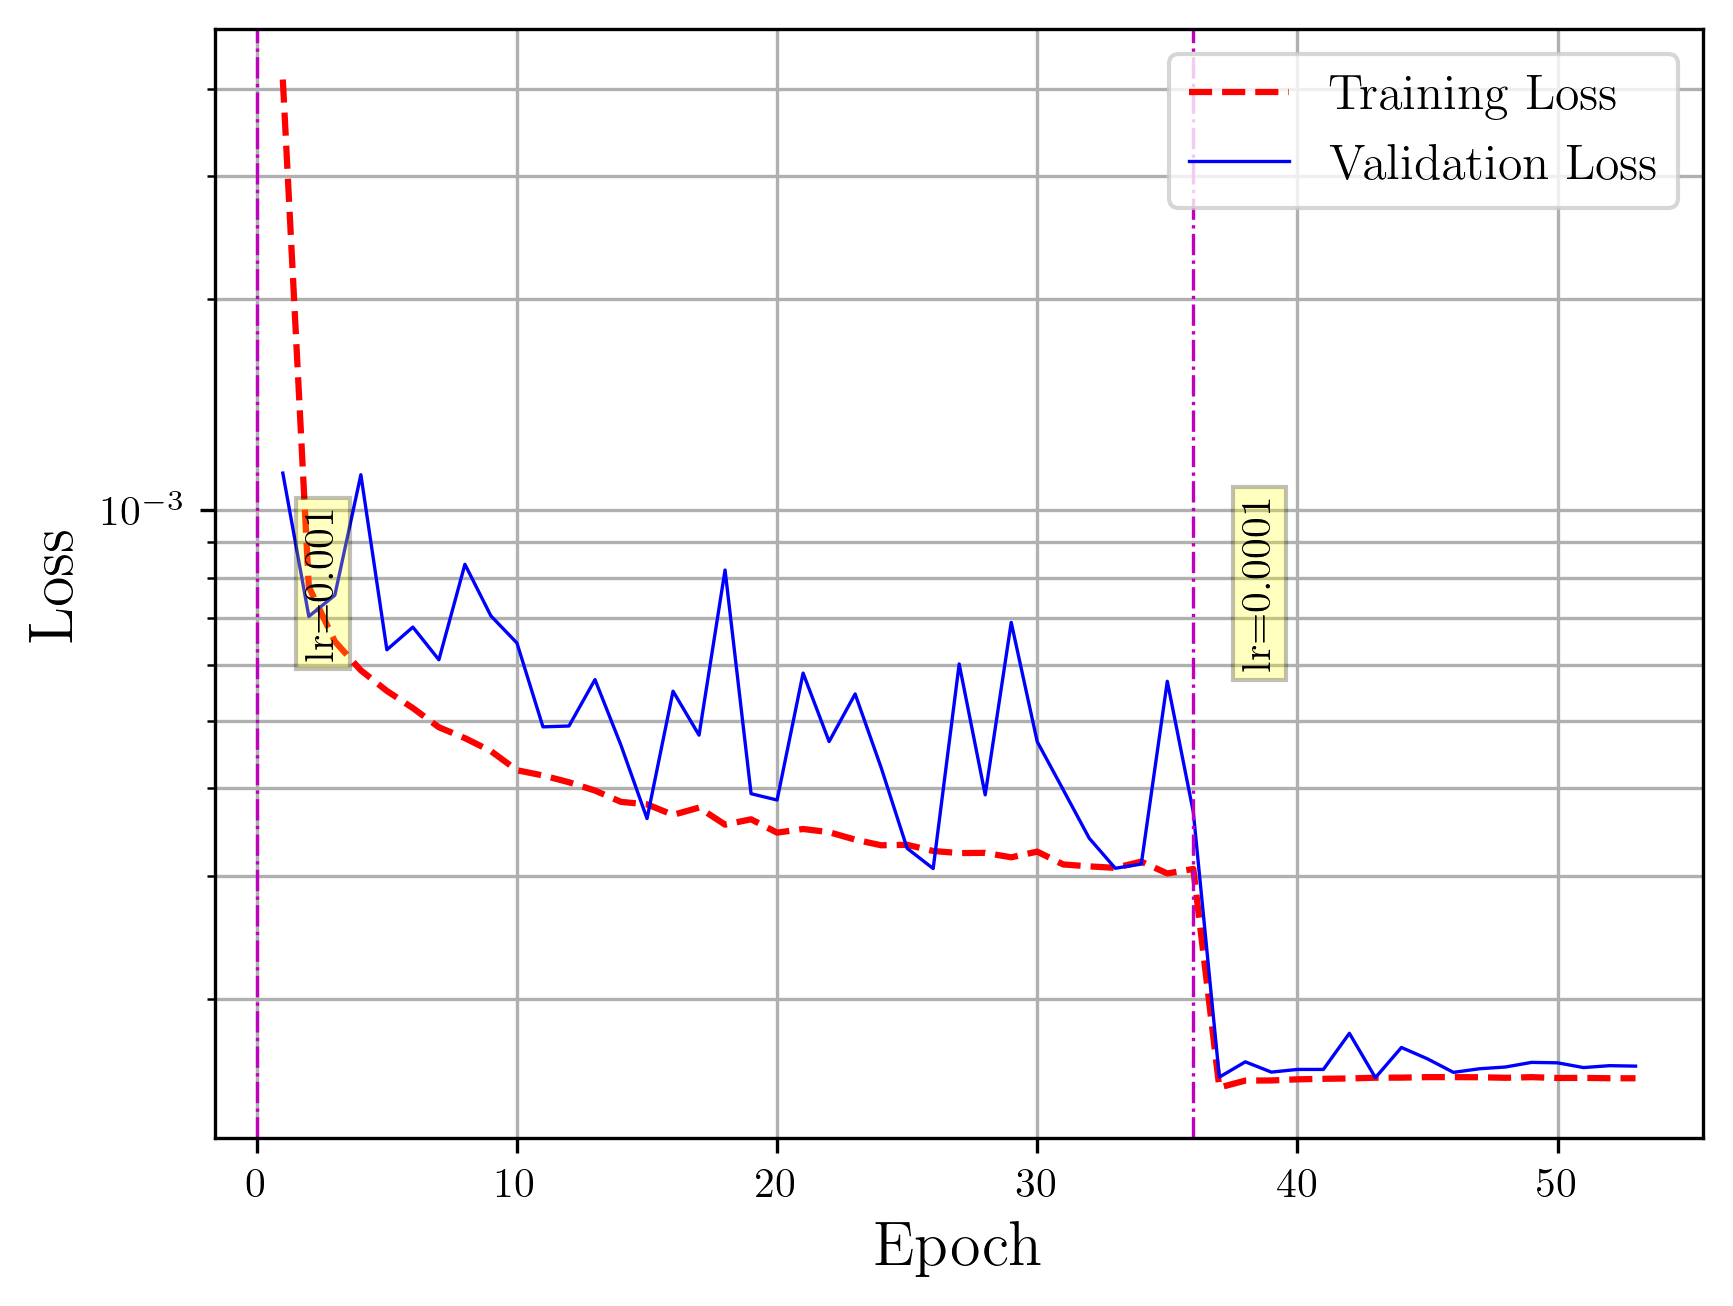 Training Loss
Validation Loss
10⁻³
Loss
lr=0.001
lr=0.0001
0 10 20 30 40 50
Epoch